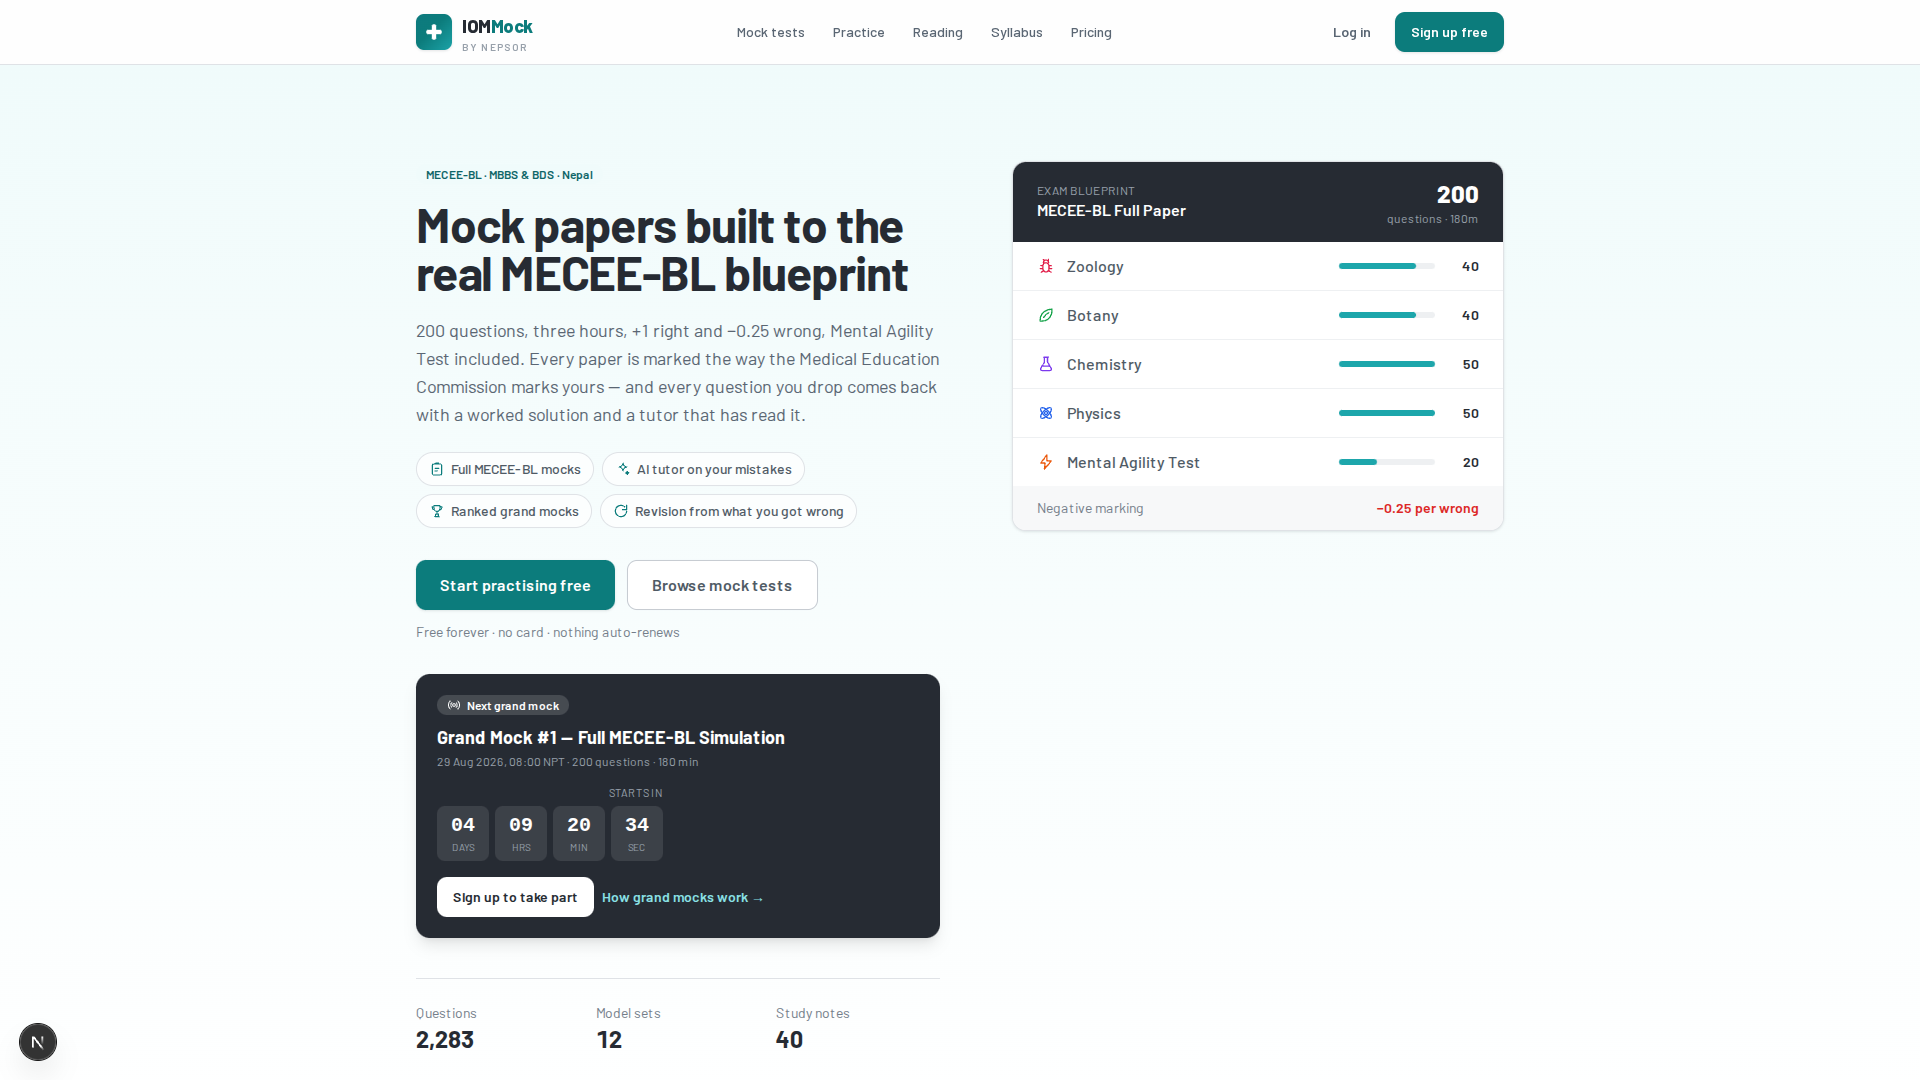 IOMMock
BY NEPSOR
Mock tests
Practice
Reading
Syllabus
Pricing
Log in
Sign up free
MECEE-BL · MBBS & BDS · Nepal
Mock papers built to the
real MECEE-BL blueprint
200 questions, three hours, +1 right and −0.25 wrong, Mental Agility
Test included. Every paper is marked the way the Medical Education
Commission marks yours — and every question you drop comes back
with a worked solution and a tutor that has read it.
Full MECEE-BL mocks
AI tutor on your mistakes
Ranked grand mocks
Revision from what you got wrong
Start practising free
Browse mock tests
Free forever · no card · nothing auto-renews
Next grand mock
Grand Mock #1 — Full MECEE-BL Simulation
29 Aug 2026, 08:00 NPT · 200 questions · 180 min
STARTS IN
04 09 20 34
DAYS HRS MIN SEC
Sign up to take part
How grand mocks work →
Questions Model sets Study notes
2,283 12 40
EXAM BLUEPRINT
MECEE-BL Full Paper
200
questions · 180m
Zoology 40
Botany 40
Chemistry 50
Physics 50
Mental Agility Test 20
Negative marking −0.25 per wrong
N